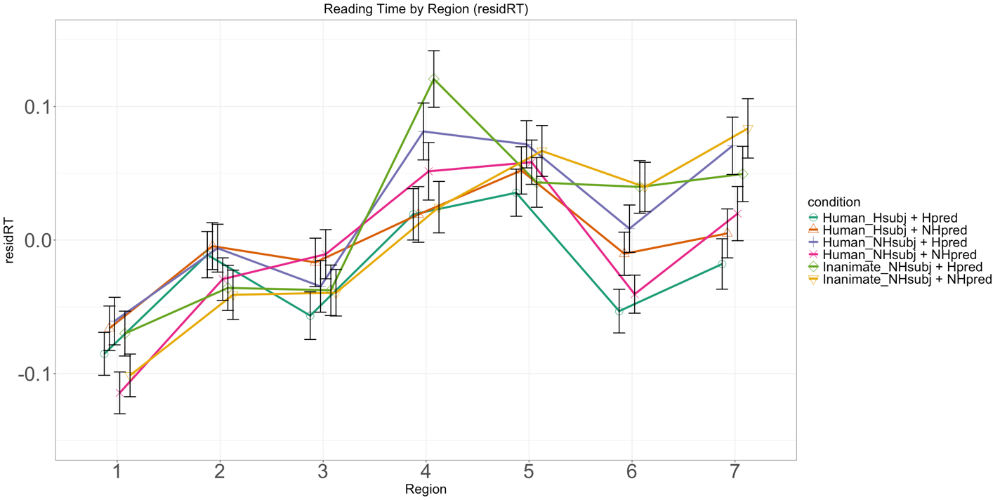 Reading Time by Region (residRT)
0.1
0.0
-0.1
residRT
1 2 3 4 5 6 7
Region
condition
Human_Hsubj + Hpred
Human_Hsubj + NHpred
Human_NHsubj + Hpred
Human_NHsubj + NHpred
Inanimate_NHsubj + Hpred
Inanimate_NHsubj + NHpred